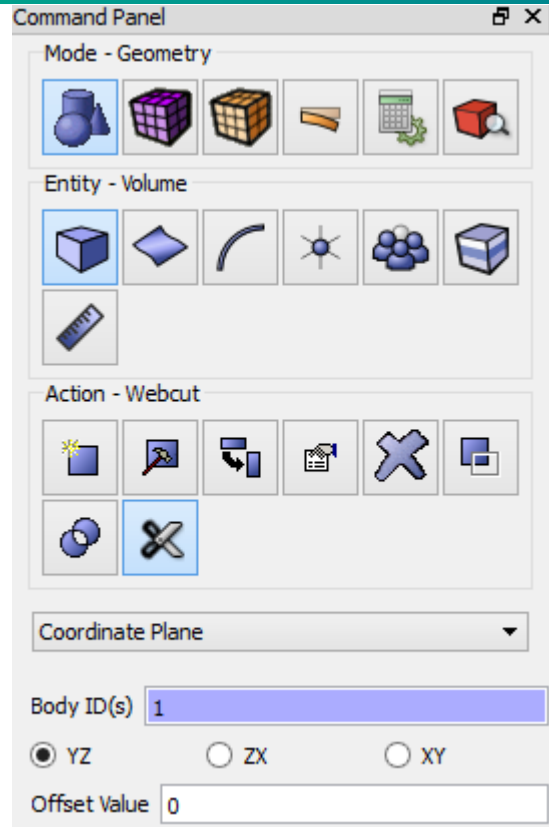 Command Panel
Mode - Geometry
Entity - Volume
Action - Webcut
Coordinate Plane
Body ID(s) 1
YZ ZX XY
Offset Value 0